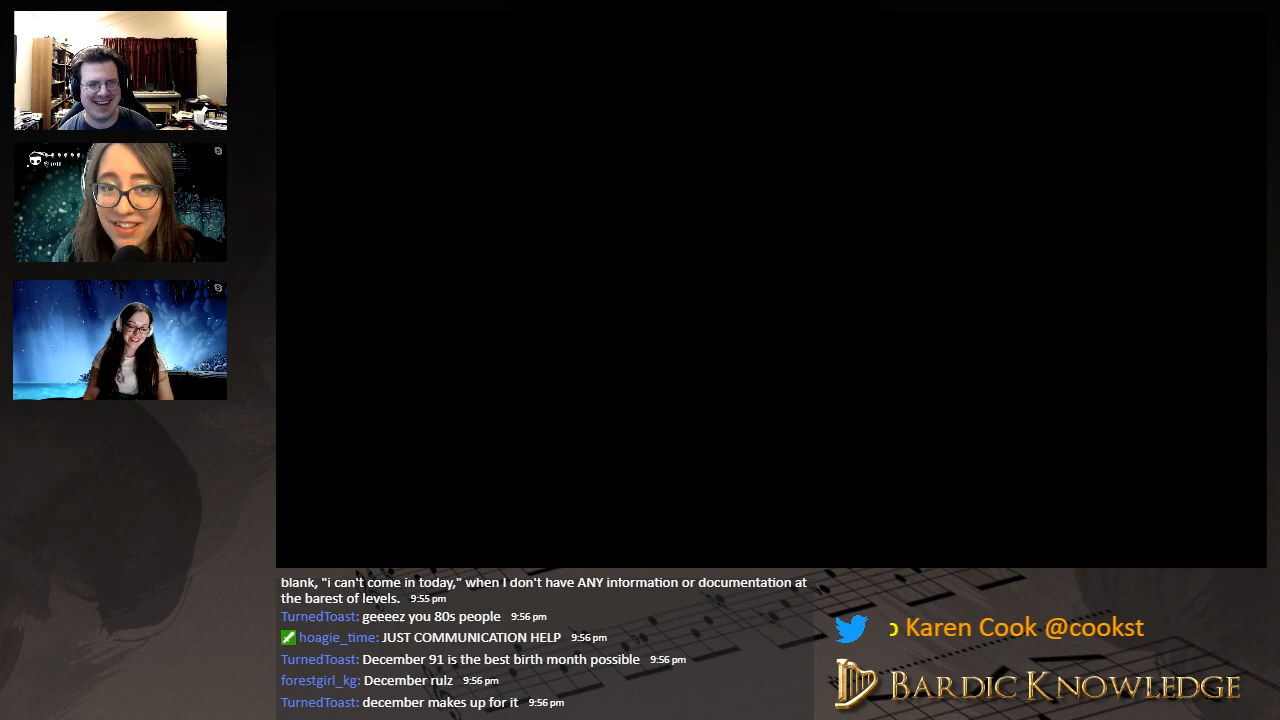 blank, "i can't come in today," when I don't have ANY information or documentation at
the barest of levels. 9:55 pm
TurnedToast: geeeez you 80s people 9:56 pm
hoagie_time: JUST COMMUNICATION HELP 9:56 pm
TurnedToast: December 91 is the best birth month possible 9:56 pm
forestgirl_kg: December rulz 9:56 pm
TurnedToast: december makes up for it 9:56 pm
Karen Cook @cookst
BARDIC KNOWLEDGE